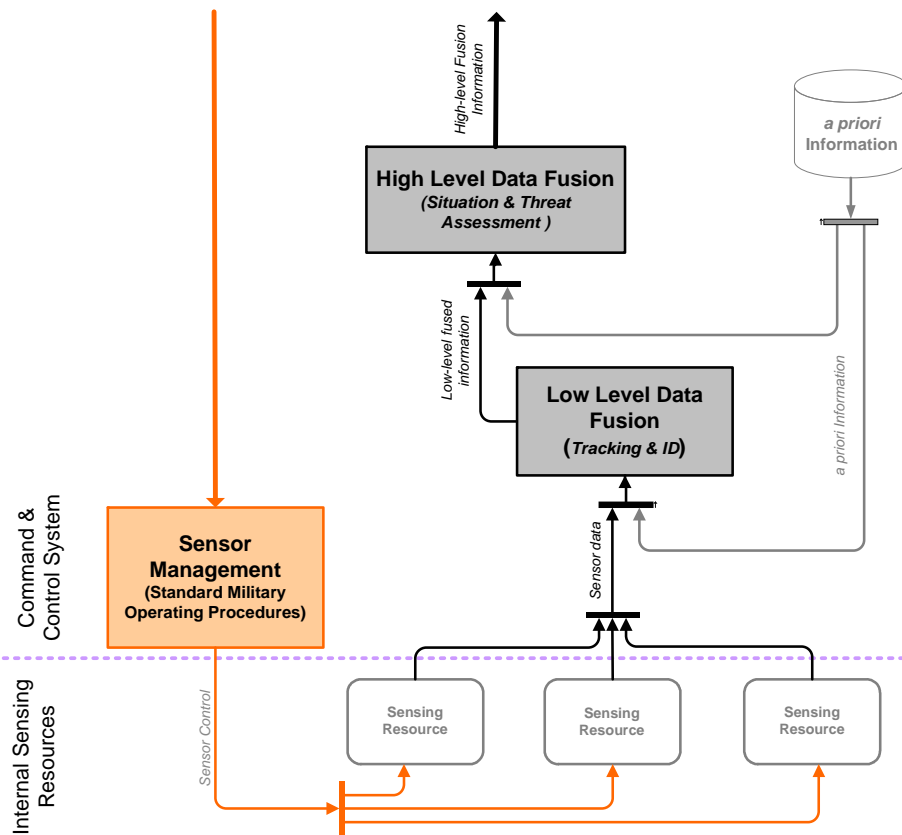 High-level Fusion
Information
a priori
Information
High Level Data Fusion
(Situation & Threat
Assessment )
Low-level fused
information
a priori Information
Low Level Data
Fusion
(Tracking & ID)
Sensor data
Command &
Control System
Sensor
Management
(Standard Military
Operating Procedures)
Internal Sensing
Resources
Sensor Control
Sensing
Resource
Sensing
Resource
Sensing
Resource